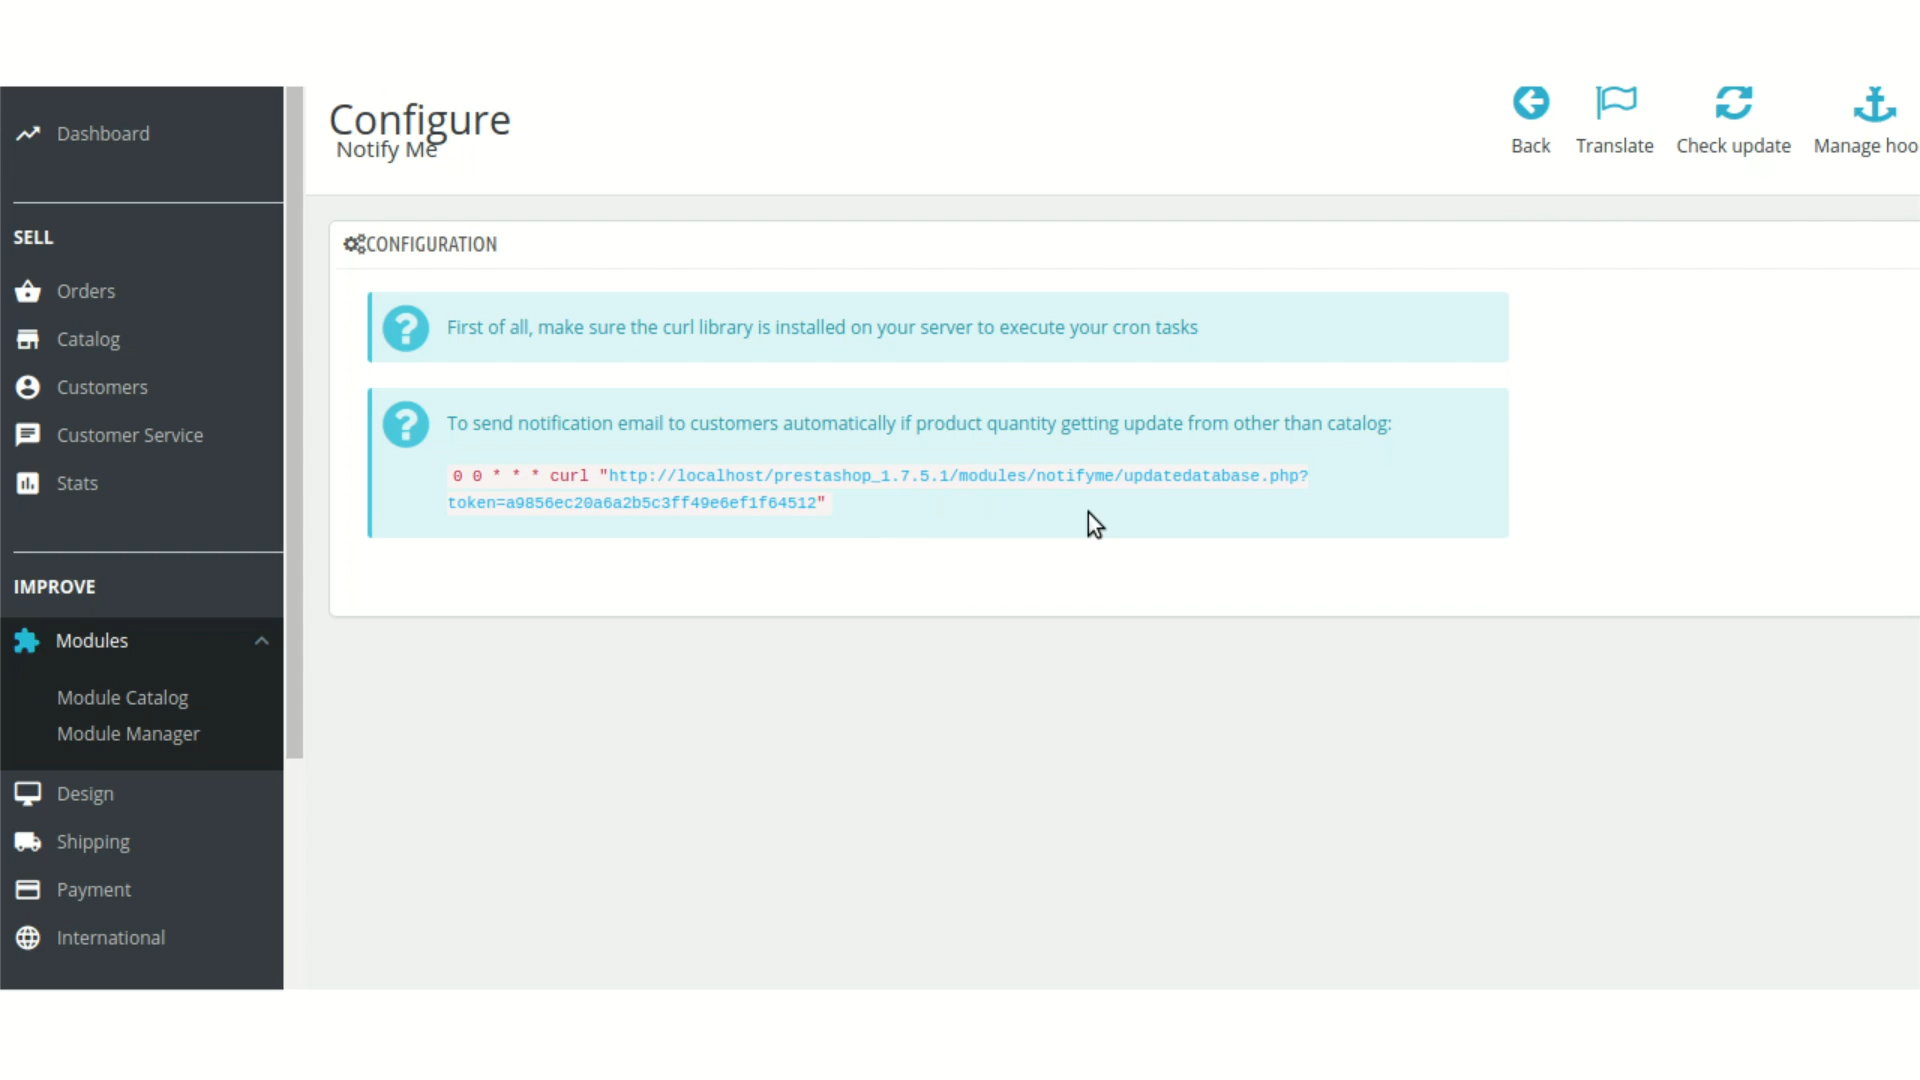 Dashboard
SELL
Orders
Catalog
Customers
Customer Service
Stats
IMPROVE
Modules
Module Catalog
Module Manager
Design
Shipping
Payment
International
Configure
Notify Me
Back
Translate
Check update
Manage hoo
CONFIGURATION
First of all, make sure the curl library is installed on your server to execute your cron tasks
To send notification email to customers automatically if product quantity getting update from other than catalog:
0 0 * * * curl "http://localhost/prestashop_1.7.5.1/modules/notifyme/updatedatabase.php?
token=a9856ec20a6a2b5c3ff49e6ef1f64512"